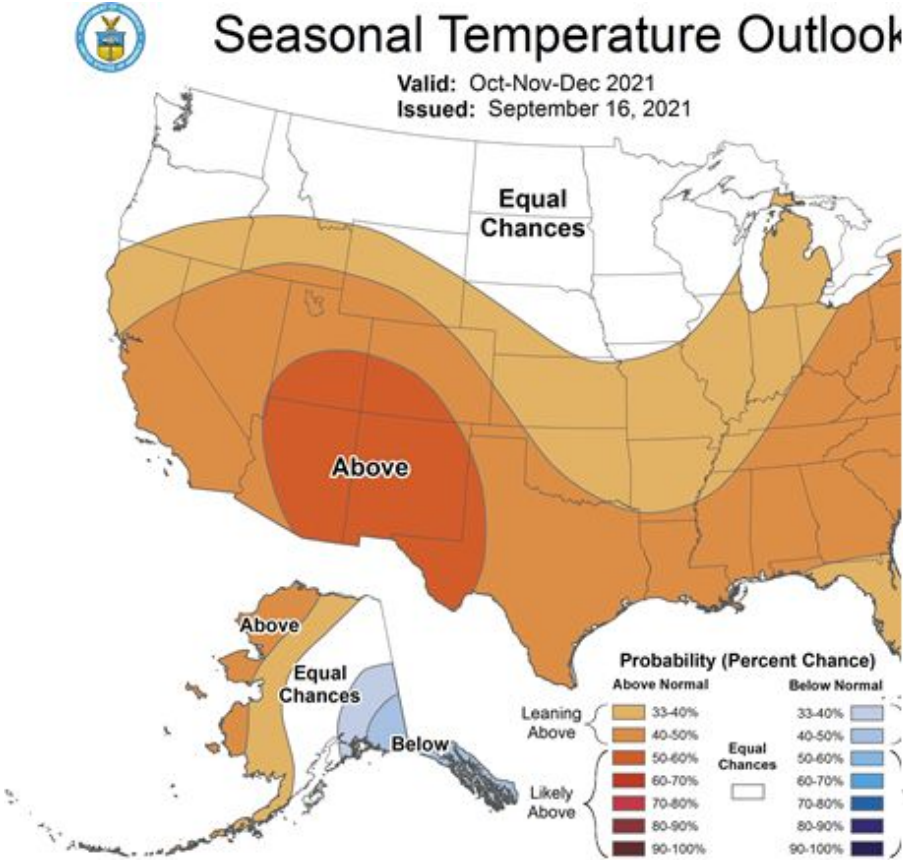 Seasonal Temperature Outlook
Valid: Oct-Nov-Dec 2021
Issued: September 16, 2021
Equal
Chances
Above
Above
Equal
Chances
Below
Probability (Percent Chance)
Above Normal
Below Normal
Leaning
Above
33-40%
40-50%
50-60%
60-70%
70-80%
80-90%
90-100%
Likely
Above
Equal
Chances
33-40%
40-50%
50-60%
60-70%
70-80%
80-90%
90-100%